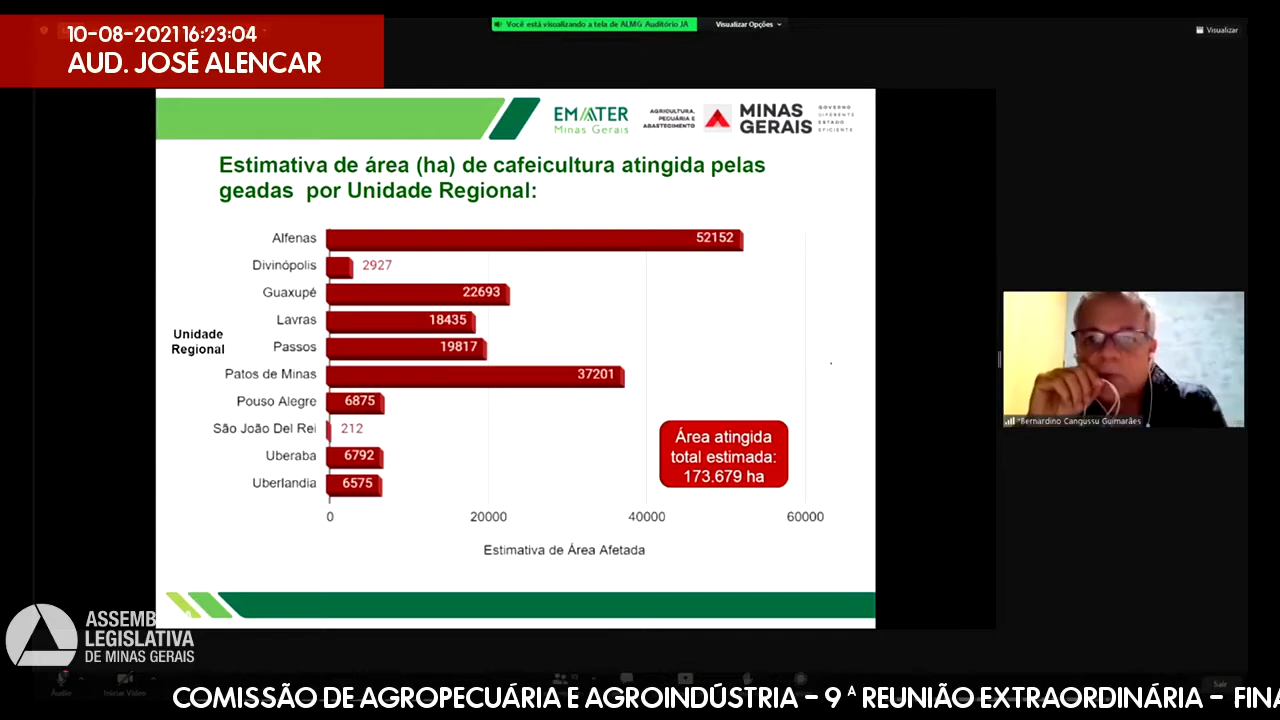 10-08-2021 16:23:04
AUD. JOSÉ ALENCAR
Você está visualizando a tela de ALMG Auditório JA
Visualizar Opções
Visualizar
EMATER
Minas Gerais
AGRICULTURA,
PECUÁRIA E
ABASTECIMENTO
MINAS
GERAIS
GOVERNO
DIFERENTE
ESTADO
EFICIENTE
Estimativa de área (ha) de cafeicultura atingida pelas
geadas por Unidade Regional:
Unidade
Regional
Alfenas 52152
Divinópolis 2927
Guaxupé 22693
Lavras 18435
Passos 19817
Patos de Minas 37201
Pouso Alegre 6875
São João Del Rei 212
Uberaba 6792
Uberlandia 6575
Área atingida
total estimada:
173.679 ha
0 20000 40000 60000
Estimativa de Área Afetada
*Bernardino Cangussu Guimarães
ASSEMB
LEGISLATIVA
DE MINAS GERAIS
Áudio
Iniciar Vídeo
Sair
COMISSÃO DE AGROPECUÁRIA E AGROINDÚSTRIA - 9ª REUNIÃO EXTRAORDINÁRIA - FINA